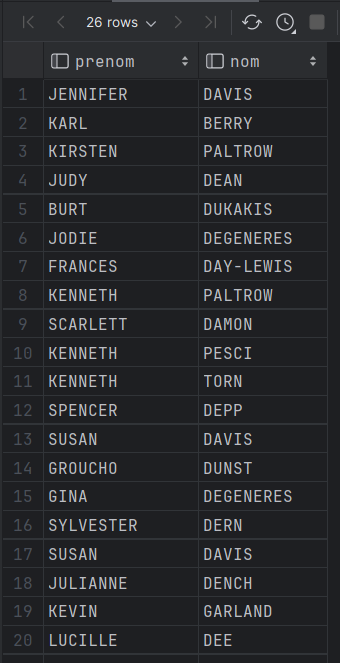 26 rows
prenom nom
1 JENNIFER DAVIS
2 KARL BERRY
3 KIRSTEN PALTROW
4 JUDY DEAN
5 BURT DUKAKIS
6 JODIE DEGENERES
7 FRANCES DAY-LEWIS
8 KENNETH PALTROW
9 SCARLETT DAMON
10 KENNETH PESCI
11 KENNETH TORN
12 SPENCER DEPP
13 SUSAN DAVIS
14 GROUCHO DUNST
15 GINA DEGENERES
16 SYLVESTER DERN
17 SUSAN DAVIS
18 JULIANNE DENCH
19 KEVIN GARLAND
20 LUCILLE DEE